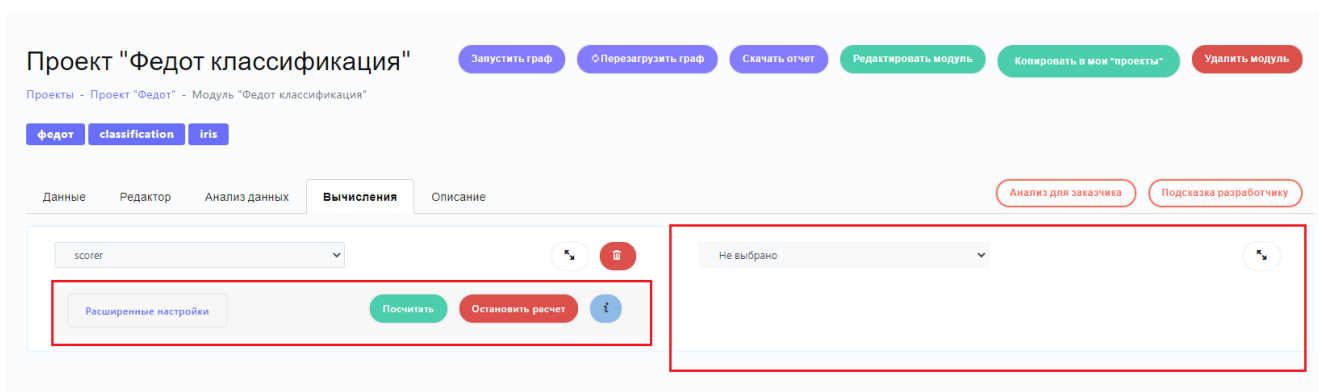 Проект "Федот классификация"
Запустить граф
Перезагрузить граф
Скачать отчет
Редактировать модуль
Копировать в мои "проекты"
Удалить модуль
Проекты - Проект "Федот" - Модуль "Федот классификация"
федот
classification
iris
Данные
Редактор
Анализ данных
Вычисления
Описание
Анализ для заказчика
Подсказка разработчику
scorer
Не выбрано
Расширенные настройки
Посчитать
Остановить расчет
i